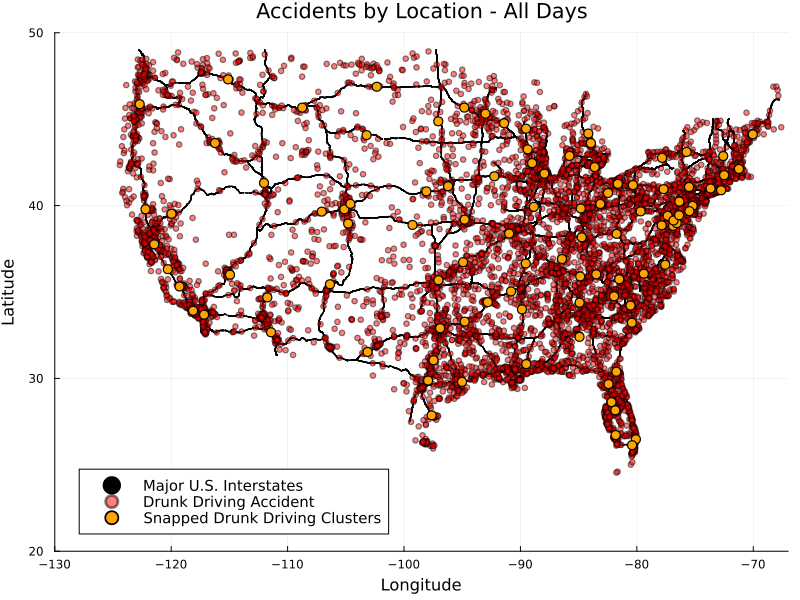 Accidents by Location - All Days
50
40
30
20
Latitude
−130
−120
−110
−100
−90
−80
−70
Longitude
Major U.S. Interstates
Drunk Driving Accident
Snapped Drunk Driving Clusters